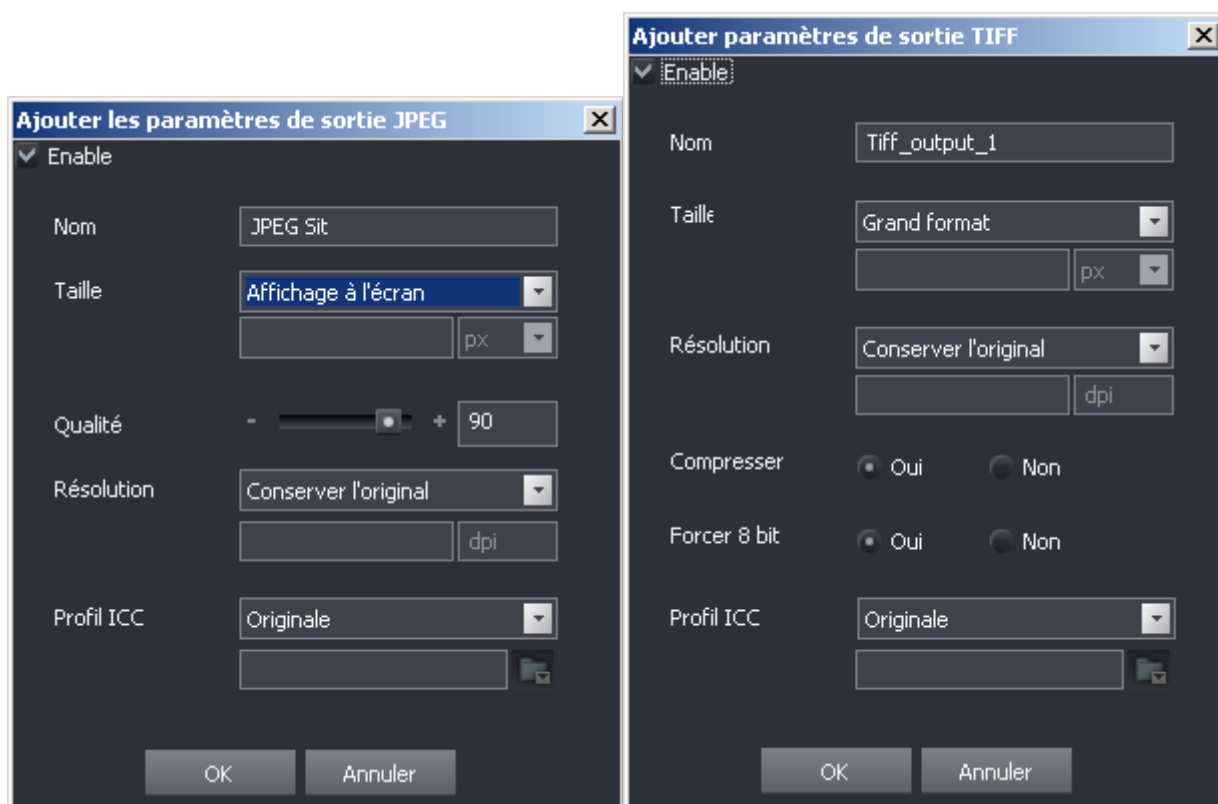 Ajouter les paramètres de sortie JPEG
Enable
Nom
JPEG Sit
Taille
Affichage à l'écran
px
Qualité
- + 90
Résolution
Conserver l'original
dpi
Profil ICC
Originale
OK Annuler
Ajouter paramètres de sortie TIFF
Enable
Nom
Tiff_output_1
Taille
Grand format
px
Résolution
Conserver l'original
dpi
Compresser
Oui Non
Forcer 8 bit
Oui Non
Profil ICC
Originale
OK Annuler